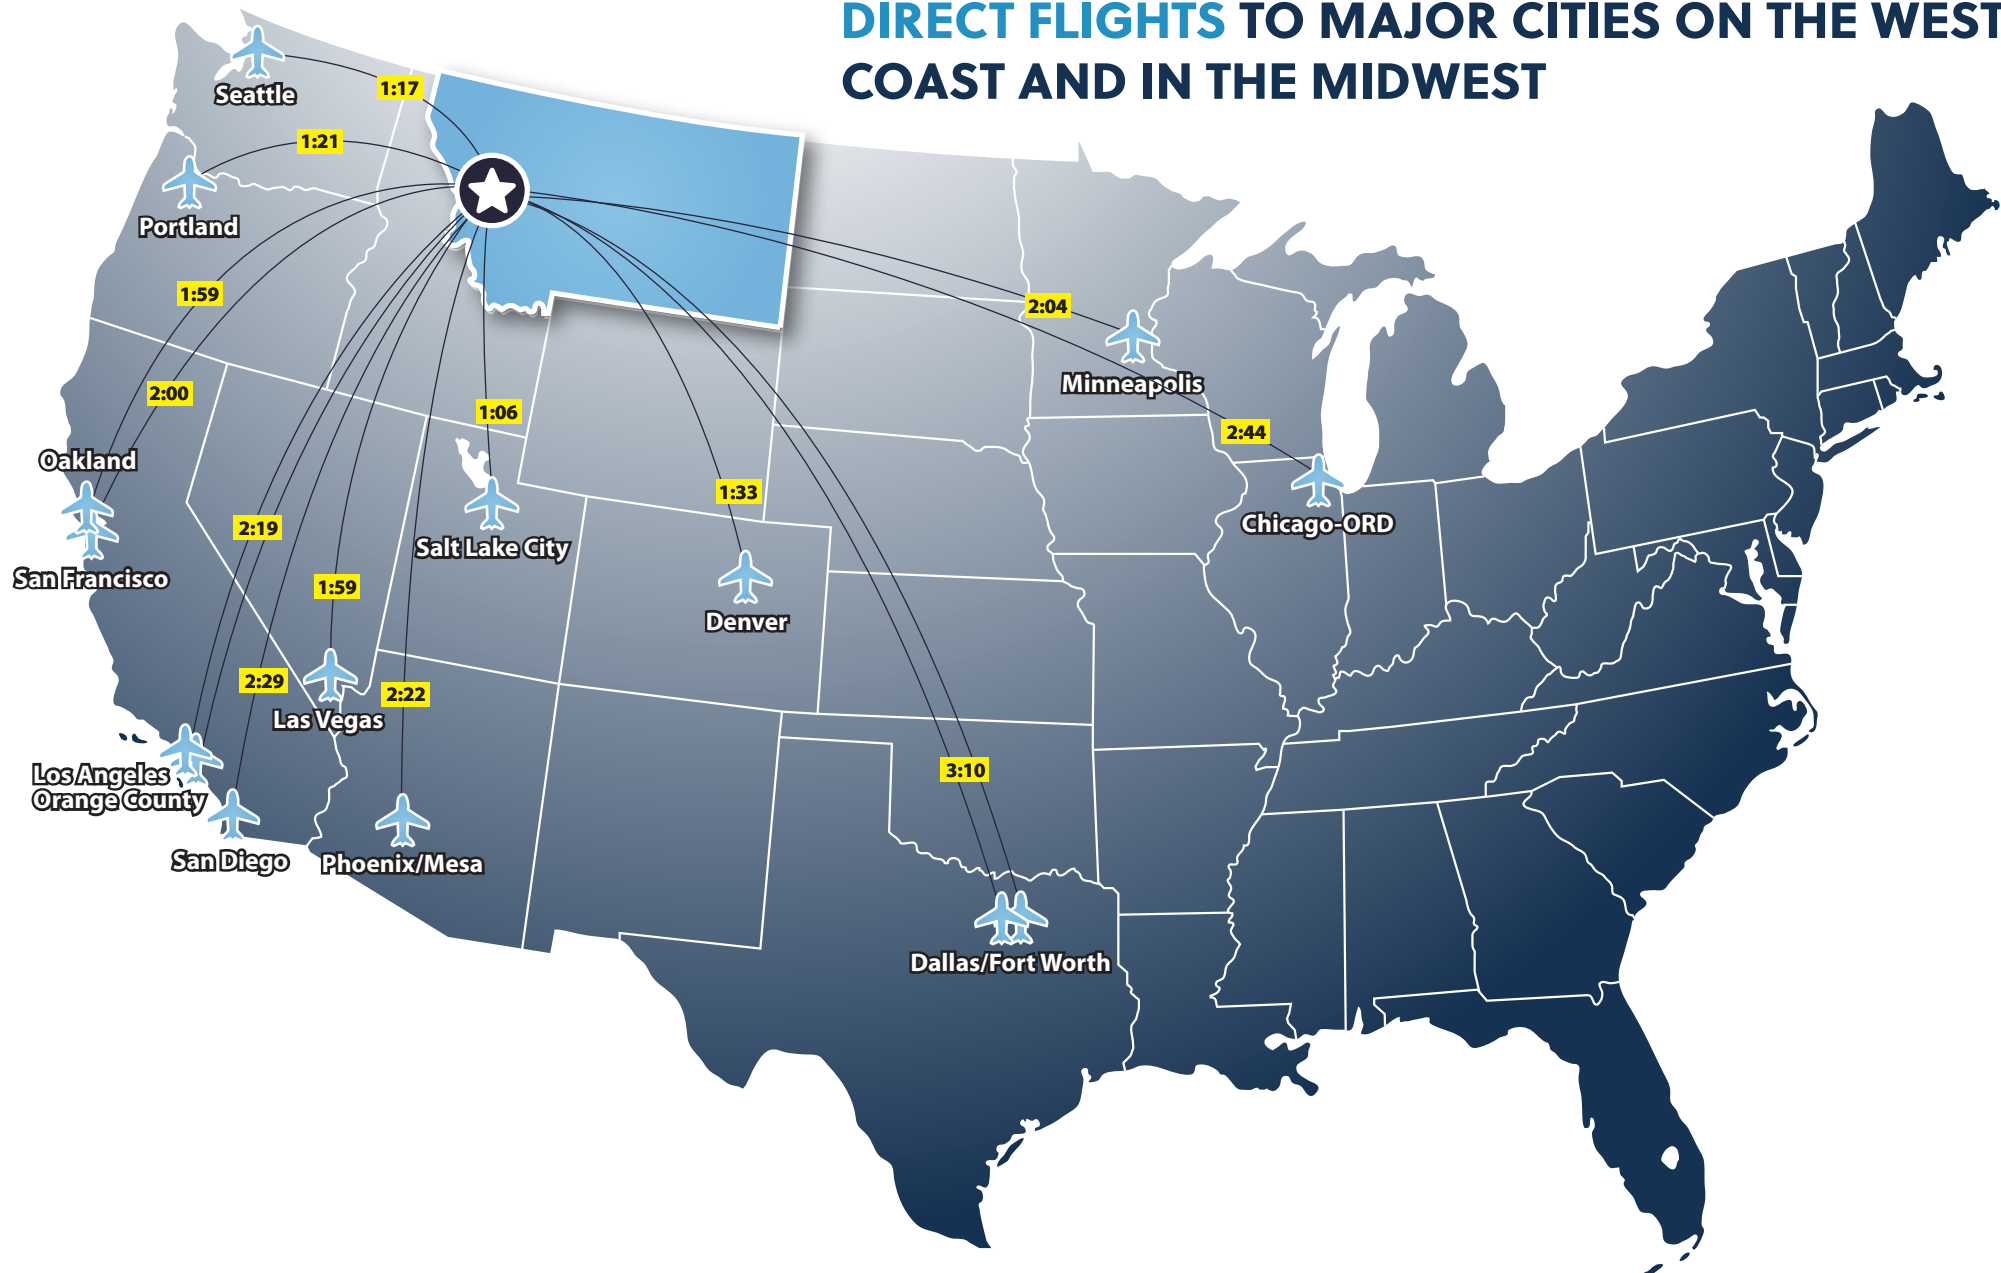 DIRECT FLIGHTS TO MAJOR CITIES ON THE WEST
COAST AND IN THE MIDWEST
Seattle
1:17
1:21
Portland
1:59
2:04
Minneapolis
2:00
1:06
2:44
Oakland
1:33
Chicago-ORD
2:19
Salt Lake City
San Francisco
1:59
Denver
2:29
2:22
Las Vegas
3:10
Los Angeles
Orange County
San Diego
Phoenix/Mesa
Dallas/Fort Worth